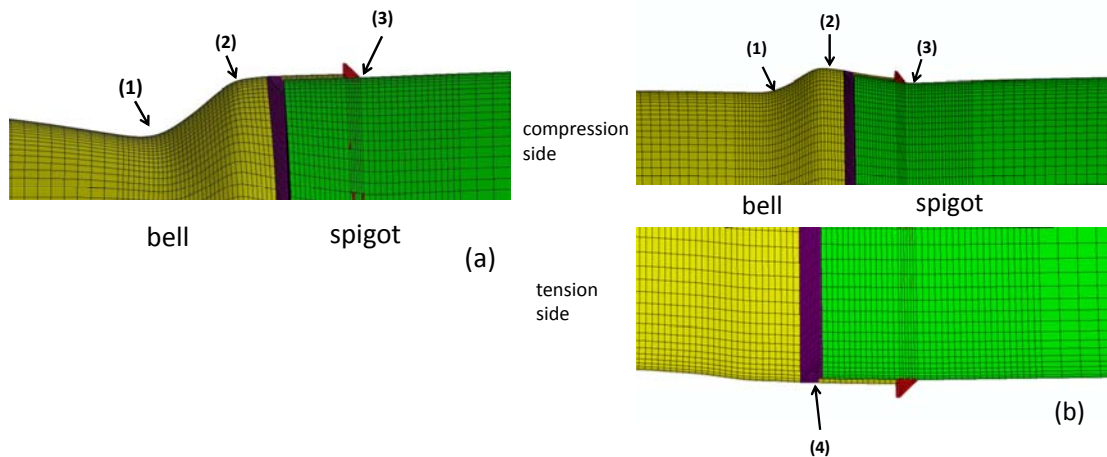 (1)
(2)
(3)
bell
spigot
(a)
compression
side
tension
side
(1)
(2)
(3)
bell
spigot
(4)
(b)